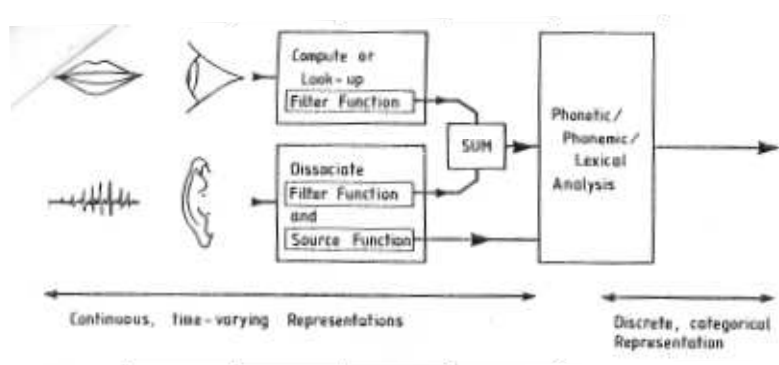 Compute or
Look-up
Filter Function
Dissociate
Filter Function
and
Source Function
SUM
Phonetic/
Phonemic/
Lexical
Analysis
Continuous, time-varying Representations
Discrete, categorical
Representation